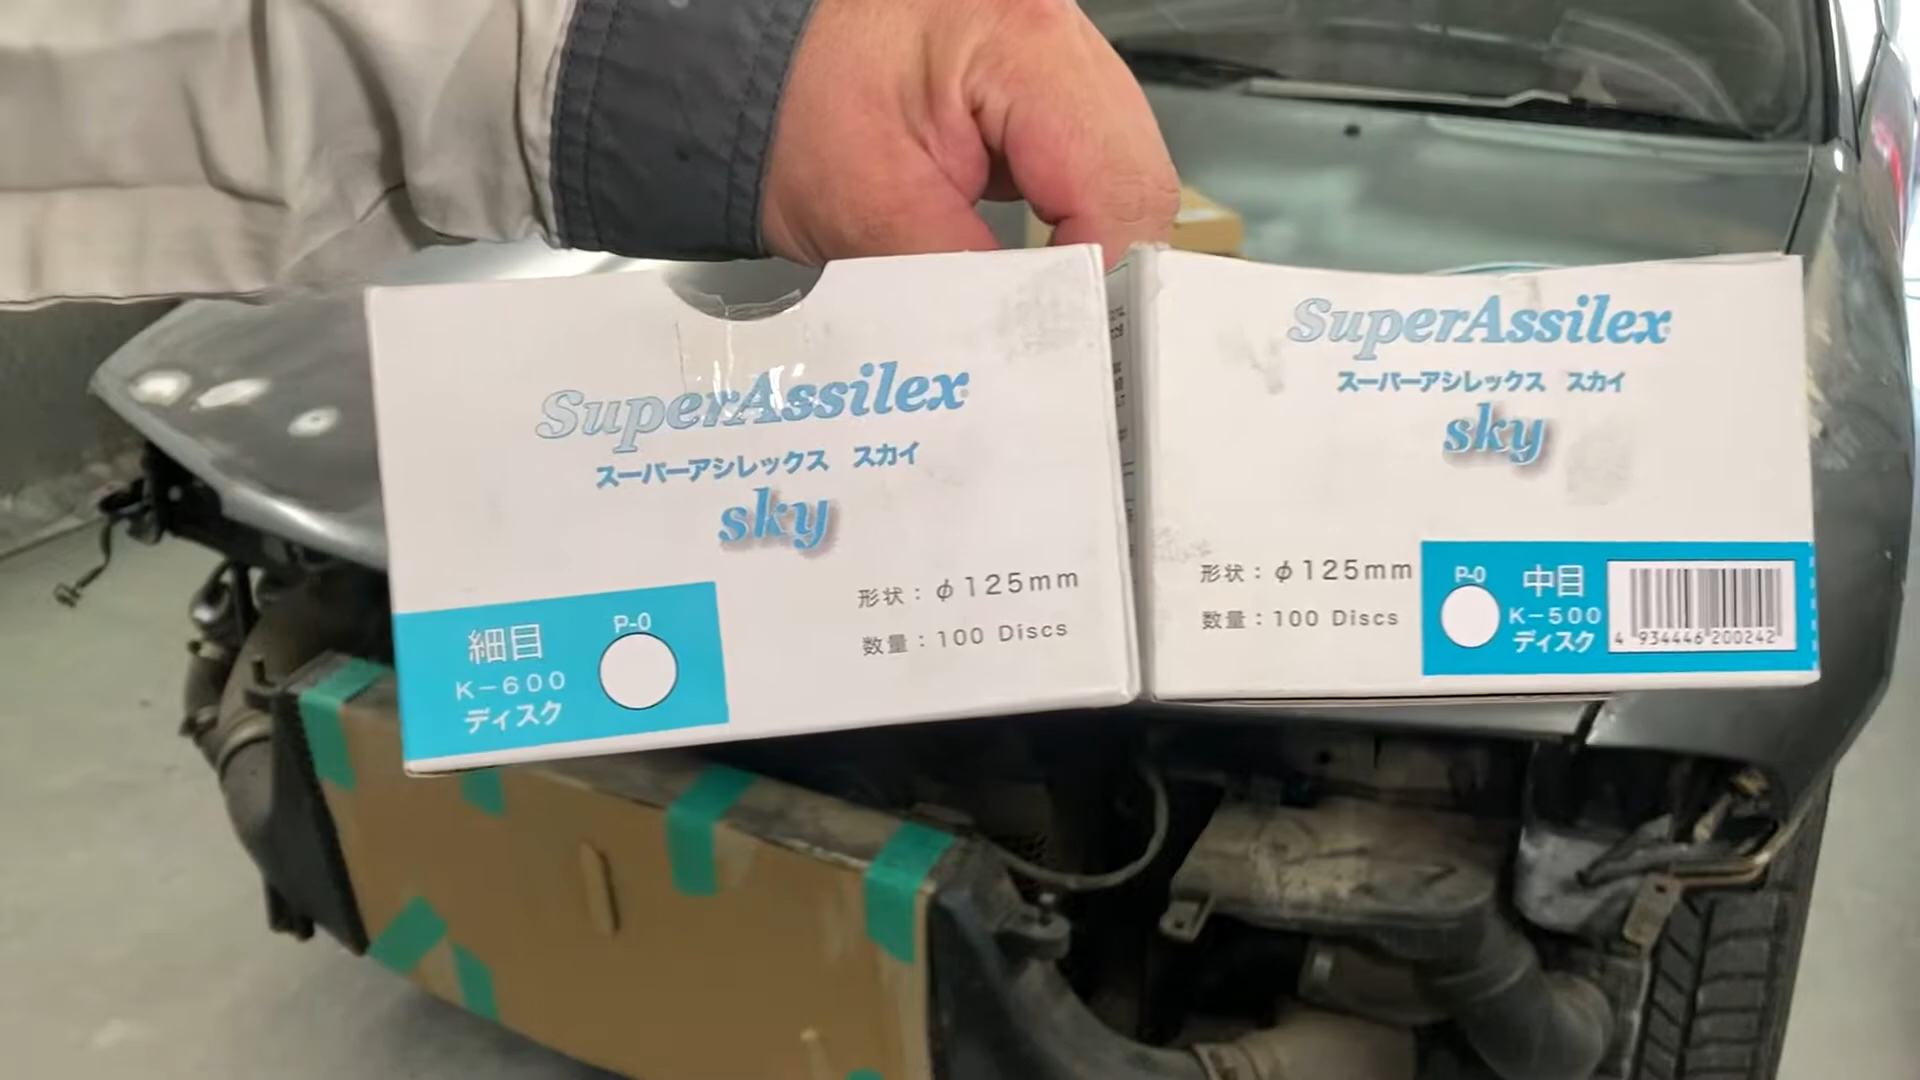 SuperAssilex
スーパーアシレックス スカイ
sky
形状：φ125mm
数量：100 Discs
細目
K-600
ディスク
P-0
SuperAssilex
スーパーアシレックス スカイ
sky
形状：φ125mm
数量：100 Discs
P-0
中目
K-500
ディスク
4 934446 200242